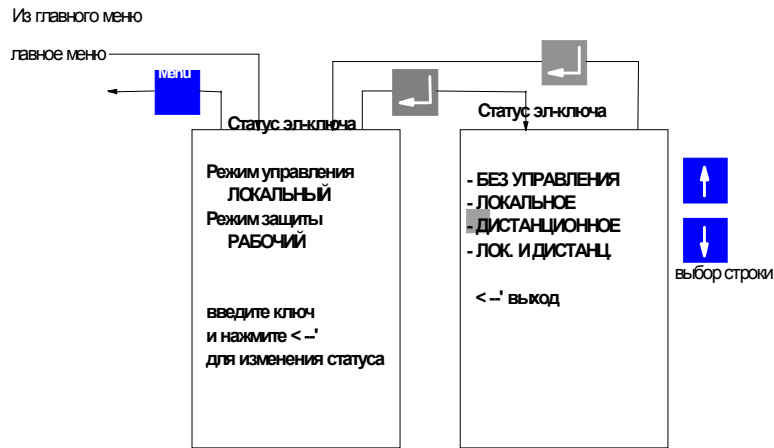 Из главного меню
лавное меню
Menu
Статус эл-ключа
Режим управления
ЛОКАЛЬНЫЙ
Режим защиты
РАБОЧИЙ
введите ключ
и нажмите < --'
для изменения статуса
Статус эл-ключа
- БЕЗ УПРАВЛЕНИЯ
- ЛОКАЛЬНОЕ
- ДИСТАНЦИОННОЕ
- ЛОК. И ДИСТАНЦ.
< --' выход
выбор строки